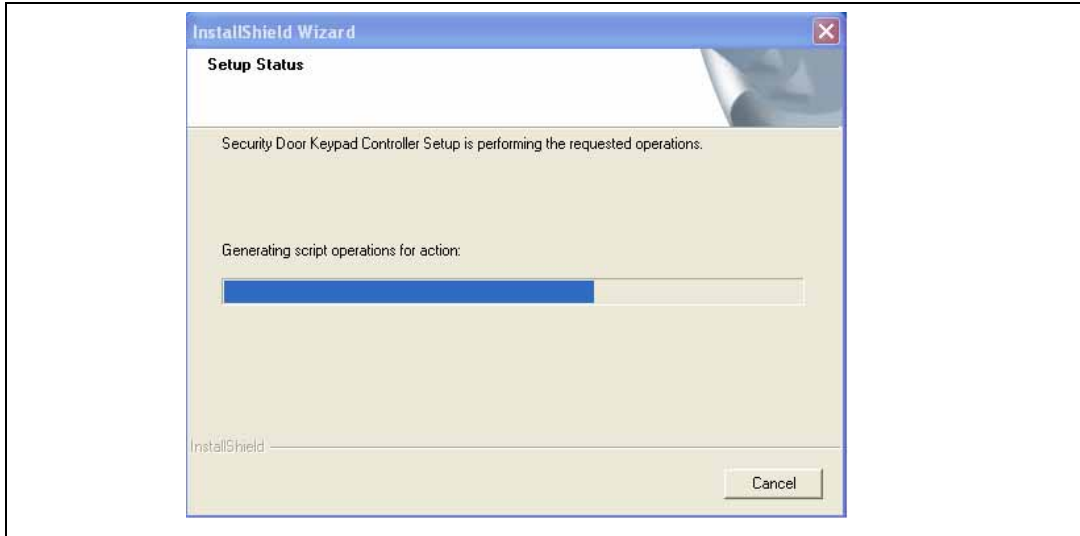 InstallShield Wizard
Setup Status
Security Door Keypad Controller Setup is performing the requested operations.
Generating script operations for action:
InstallShield
Cancel